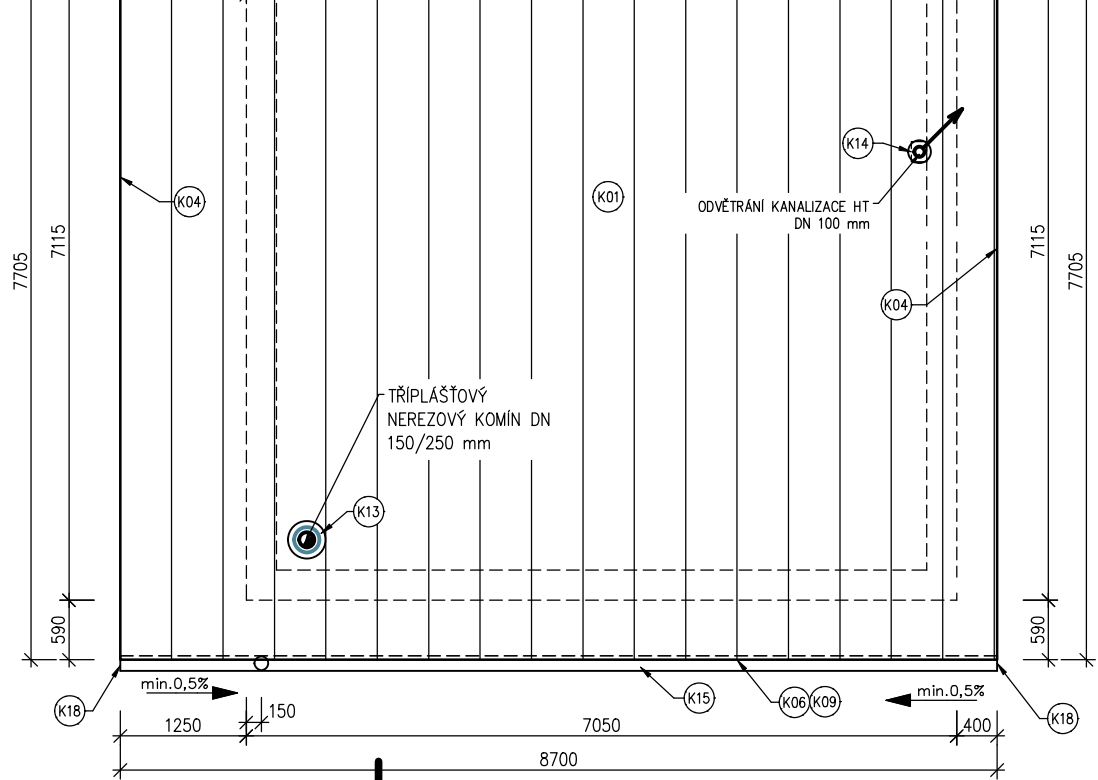 K14
K01
K04
ODVĚTRÁNÍ KANALIZACE HT
DN 100 mm
7115
7705
7115
7705
K04
TŘÍPLÁŠŤOVÝ
NEREZOVÝ KOMÍN DN
150/250 mm
K13
590
590
min.0,5%
K18
K15
K06 K09
min.0,5%
K18
150
1250
7050
400
8700